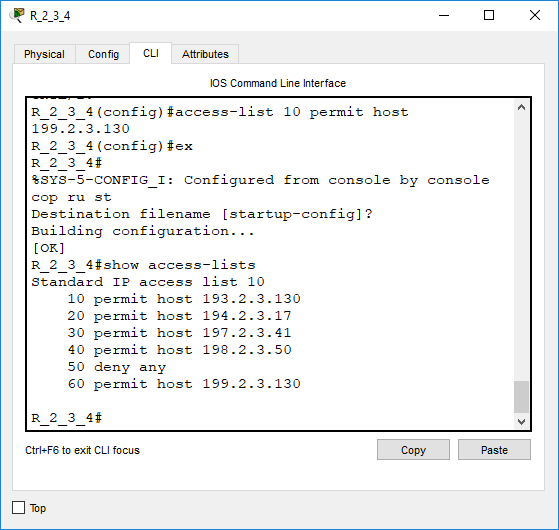 R_2_3_4
Physical Config CLI Attributes
IOS Command Line Interface
R_2_3_4(config)#access-list 10 permit host
199.2.3.130
R_2_3_4(config)#ex
R_2_3_4#
%SYS-5-CONFIG_I: Configured from console by console
cop ru st
Destination filename [startup-config]?
Building configuration...
[OK]
R_2_3_4#show access-lists
Standard IP access list 10
    10 permit host 193.2.3.130
    20 permit host 194.2.3.17
    30 permit host 197.2.3.41
    40 permit host 198.2.3.50
    50 deny any
    60 permit host 199.2.3.130
R_2_3_4#
Ctrl+F6 to exit CLI focus Copy Paste
Top